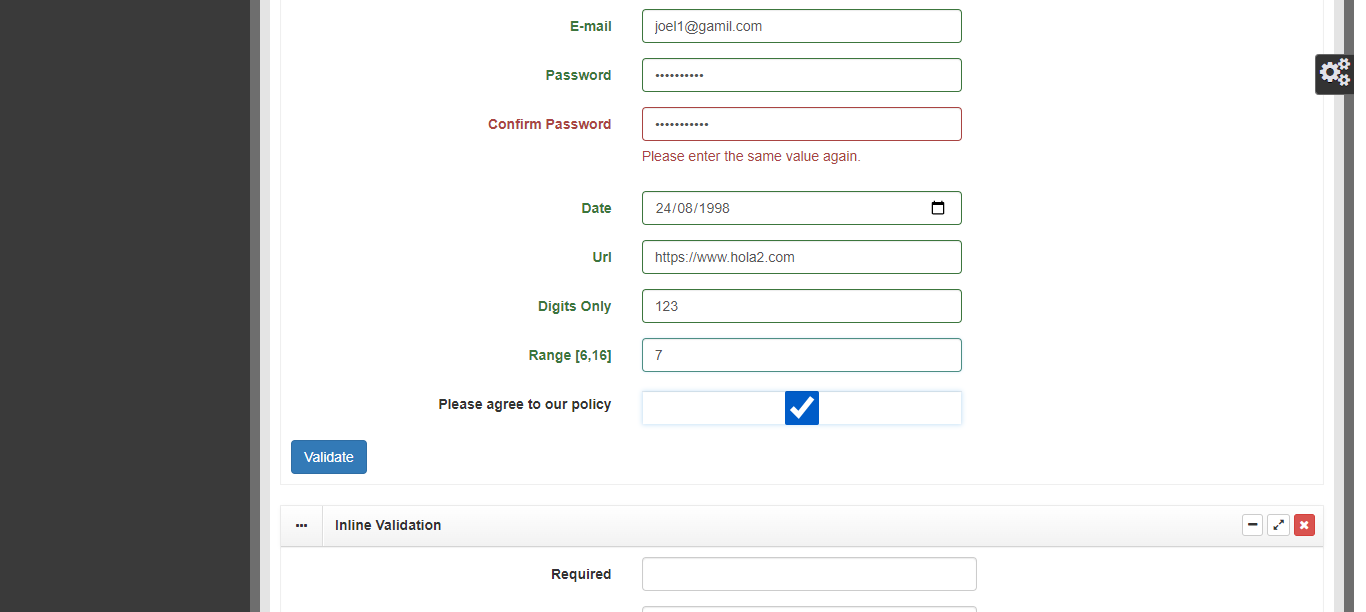 E-mail joel1@gamil.com
Password ••••••••••
Confirm Password •••••••••••
Please enter the same value again.
Date 24/08/1998
Url https://www.hola2.com
Digits Only 123
Range [6,16] 7
Please agree to our policy
Validate
Inline Validation
Required